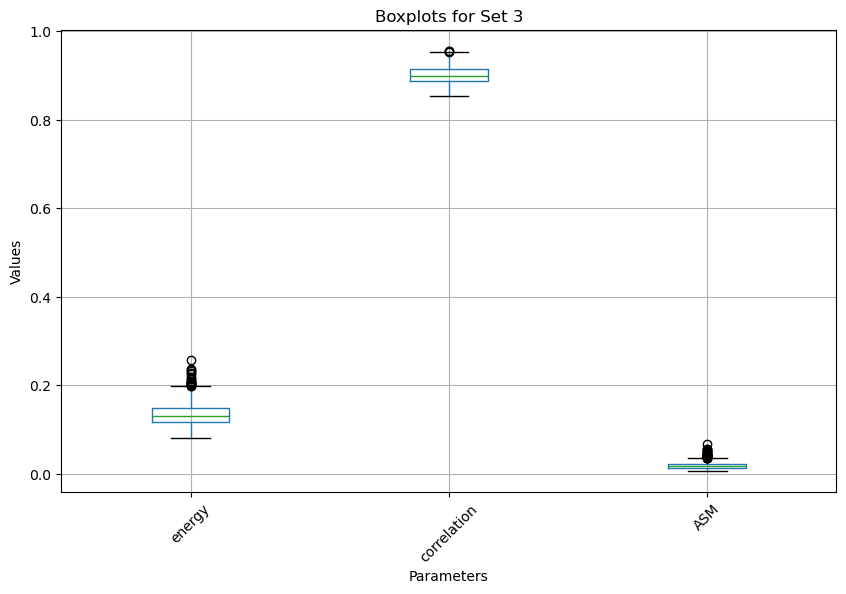 Boxplots for Set 3
Values
1.0
0.8
0.6
0.4
0.2
0.0
energy
correlation
ASM
Parameters